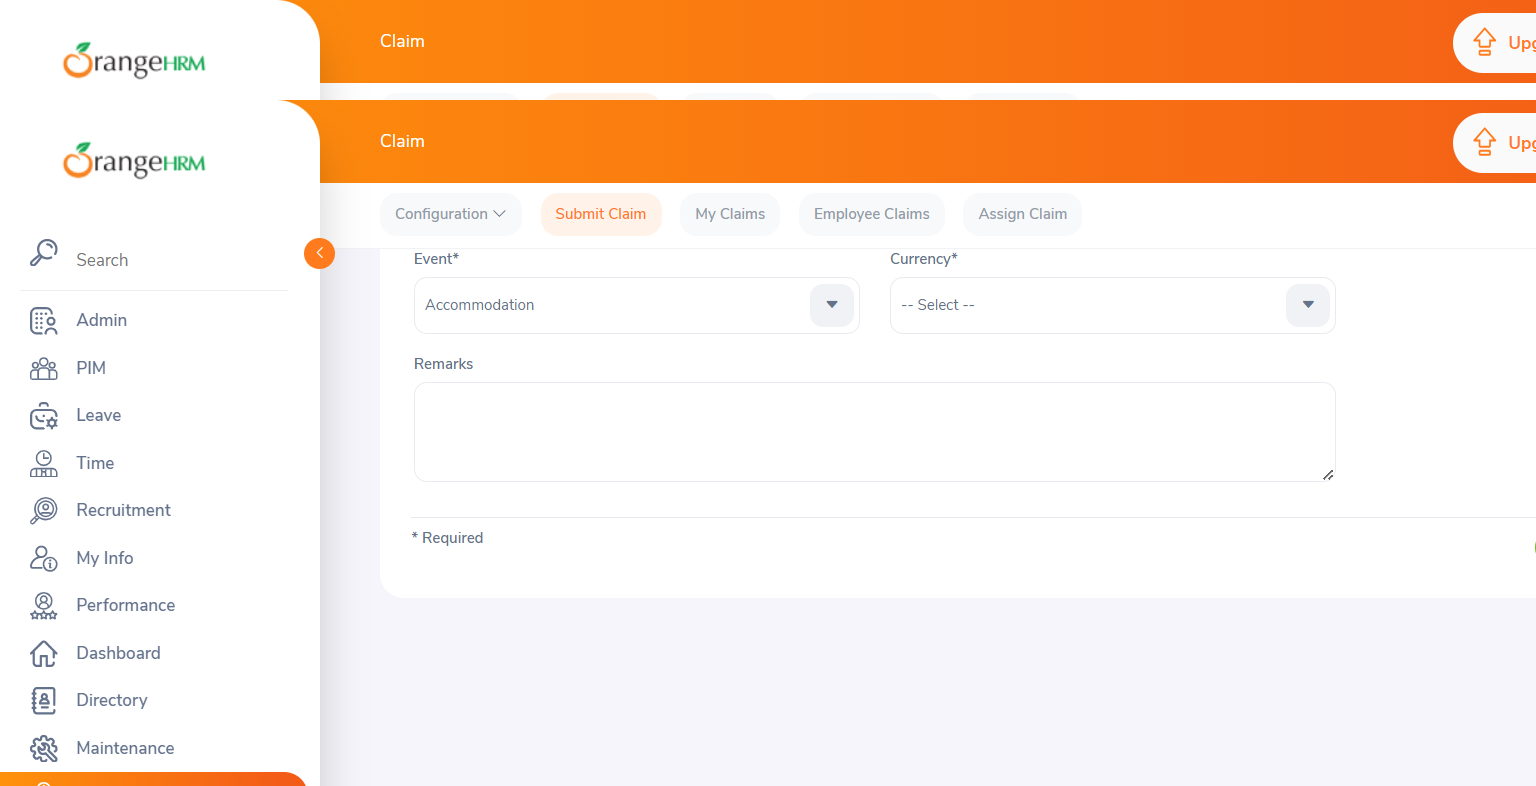 OrangeHRM
Claim
Upg
OrangeHRM
Claim
Upg
Configuration
Submit Claim
My Claims
Employee Claims
Assign Claim
Search
Admin
PIM
Leave
Time
Recruitment
My Info
Performance
Dashboard
Directory
Maintenance
Event*
Currency*
Accommodation
-- Select --
Remarks
* Required